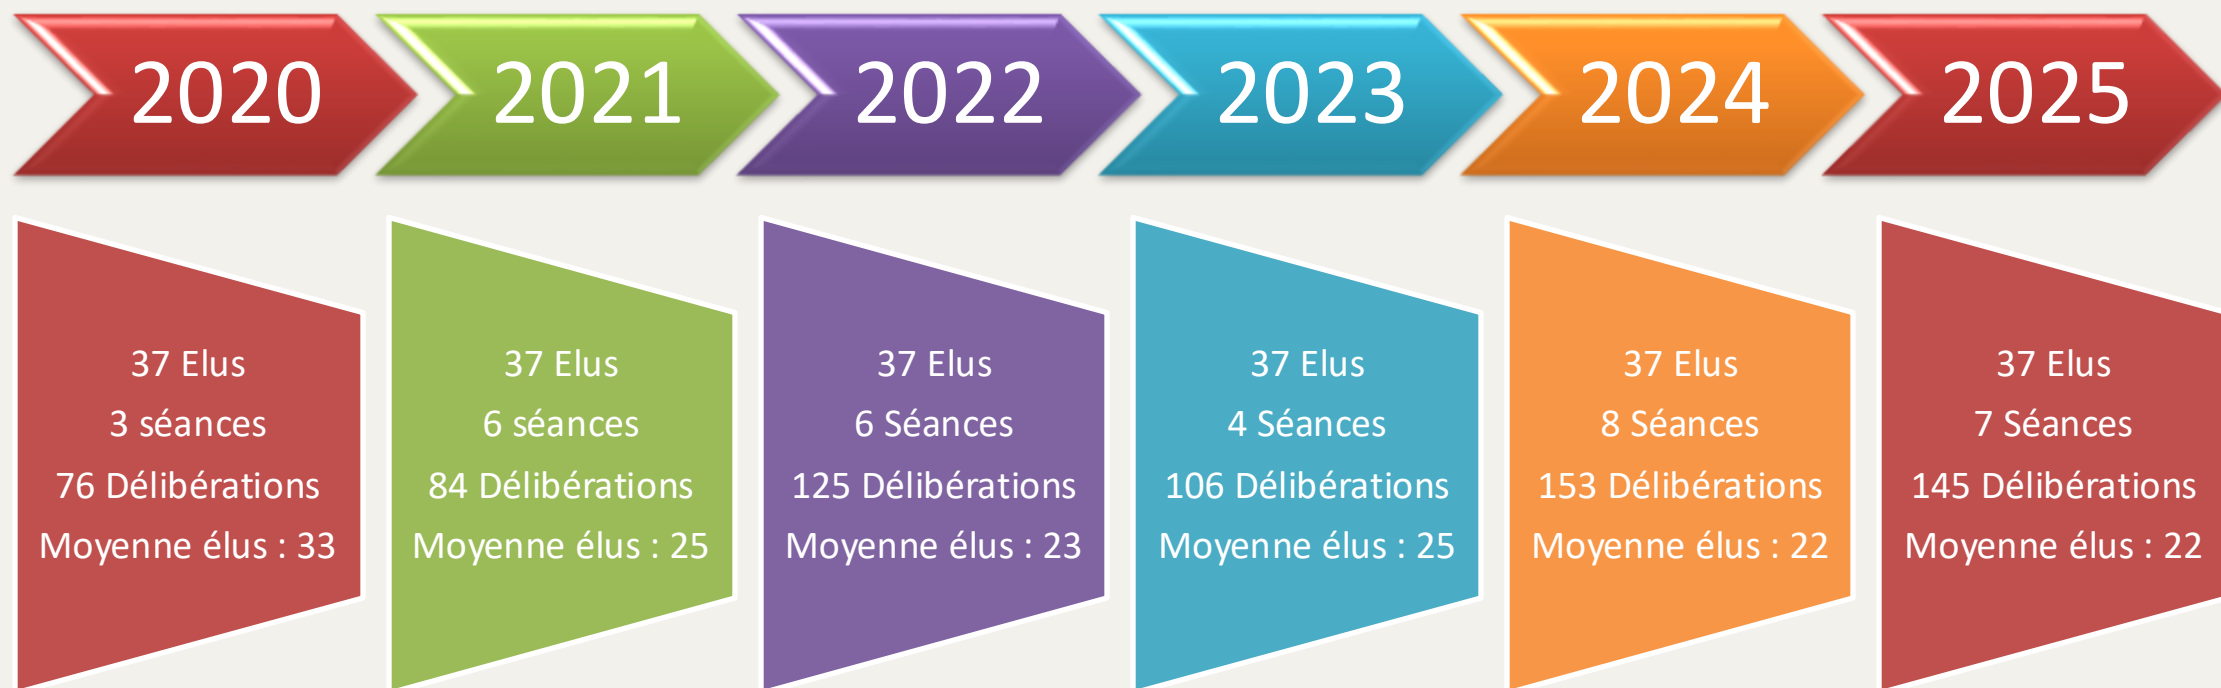 2020
2021
2022
2023
2024
2025
37 Elus
3 séances
76 Délibérations
Moyenne élus : 33
37 Elus
6 séances
84 Délibérations
Moyenne élus : 25
37 Elus
6 Séances
125 Délibérations
Moyenne élus : 23
37 Elus
4 Séances
106 Délibérations
Moyenne élus : 25
37 Elus
8 Séances
153 Délibérations
Moyenne élus : 22
37 Elus
7 Séances
145 Délibérations
Moyenne élus : 22